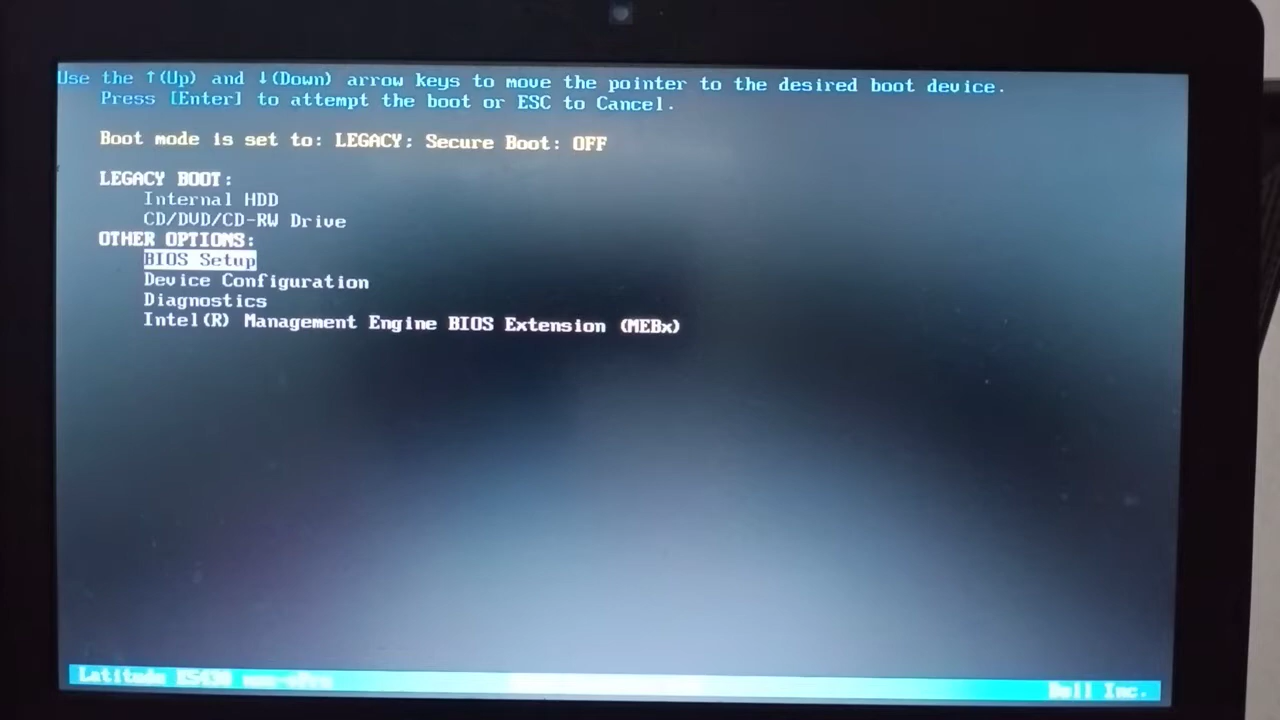 Use the ↑(Up) and ↓(Down) arrow keys to move the pointer to the desired boot device.
Press [Enter] to attempt the boot or ESC to Cancel.
Boot mode is set to: LEGACY; Secure Boot: OFF
LEGACY BOOT:
Internal HDD
CD/DVD/CD-RW Drive
OTHER OPTIONS:
BIOS Setup
Device Configuration
Diagnostics
Intel(R) Management Engine BIOS Extension (MEBx)
Latitude E5430
Dell Inc.